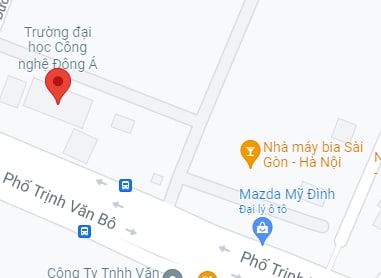 Trường đại
học Công
nghệ Đông Á
Nhà máy bia Sài
Gòn - Hà Nội
Phố Trịnh Văn Bô
Mazda Mỹ Đình
Đại lý ô tô
Phố Tr
Công Ty Tnhh Văn